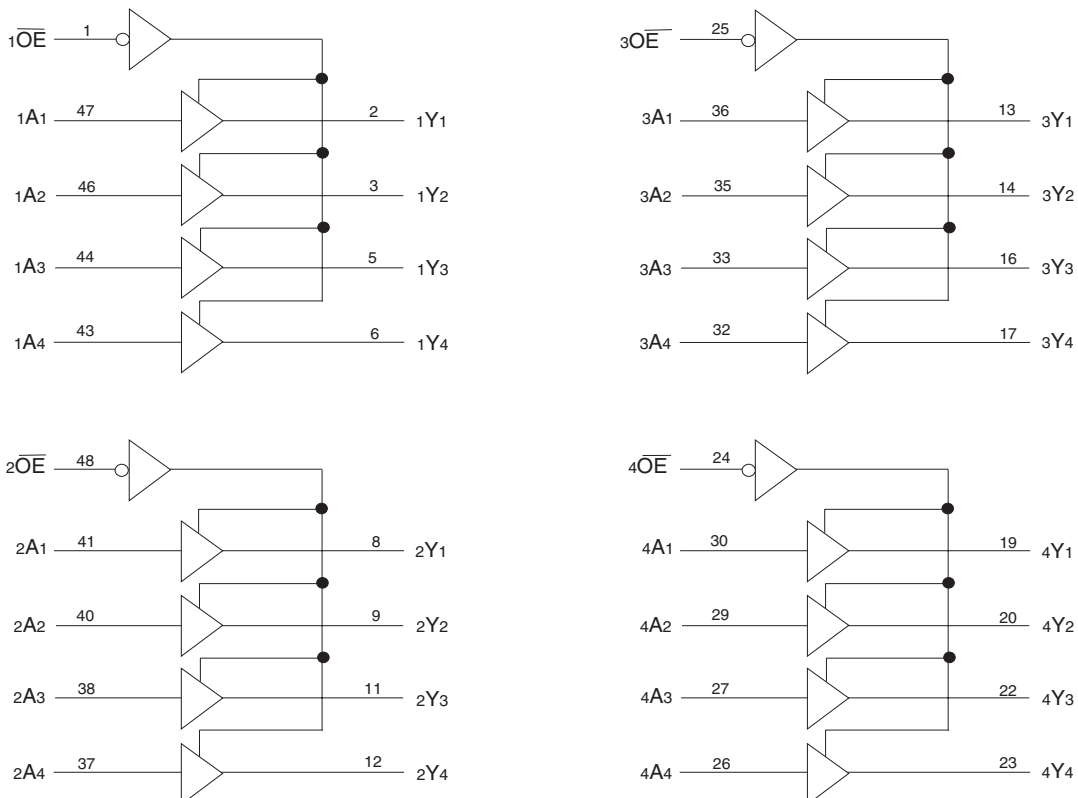 1OE 1
1A1 47 2 1Y1
1A2 46 3 1Y2
1A3 44 5 1Y3
1A4 43 6 1Y4
3OE 25
3A1 36 13 3Y1
3A2 35 14 3Y2
3A3 33 16 3Y3
3A4 32 17 3Y4
2OE 48
2A1 41 8 2Y1
2A2 40 9 2Y2
2A3 38 11 2Y3
2A4 37 12 2Y4
4OE 24
4A1 30 19 4Y1
4A2 29 20 4Y2
4A3 27 22 4Y3
4A4 26 23 4Y4